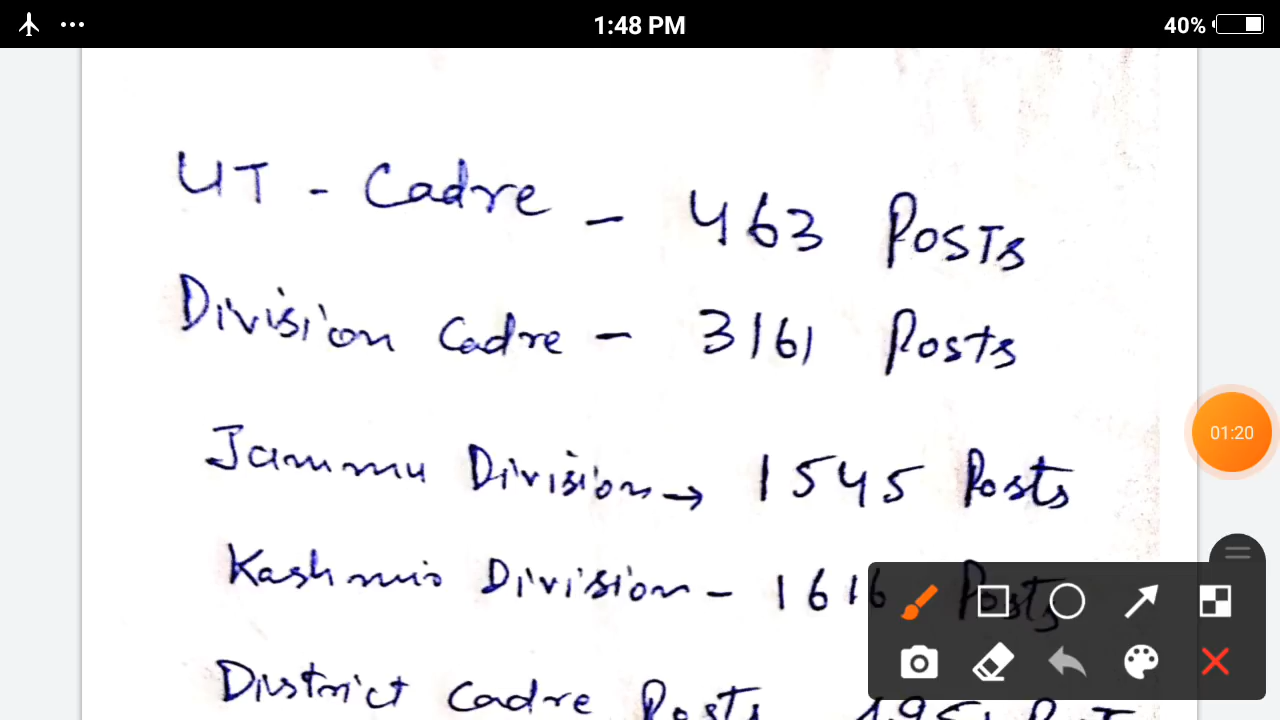 1:48 PM 40%
UT - Cadre - 463 Posts
Division Cadre - 3161 Posts
01:20
Jammu Division → 1545 Posts
Kashmir Division - 1616 Posts
District Cadre Posts